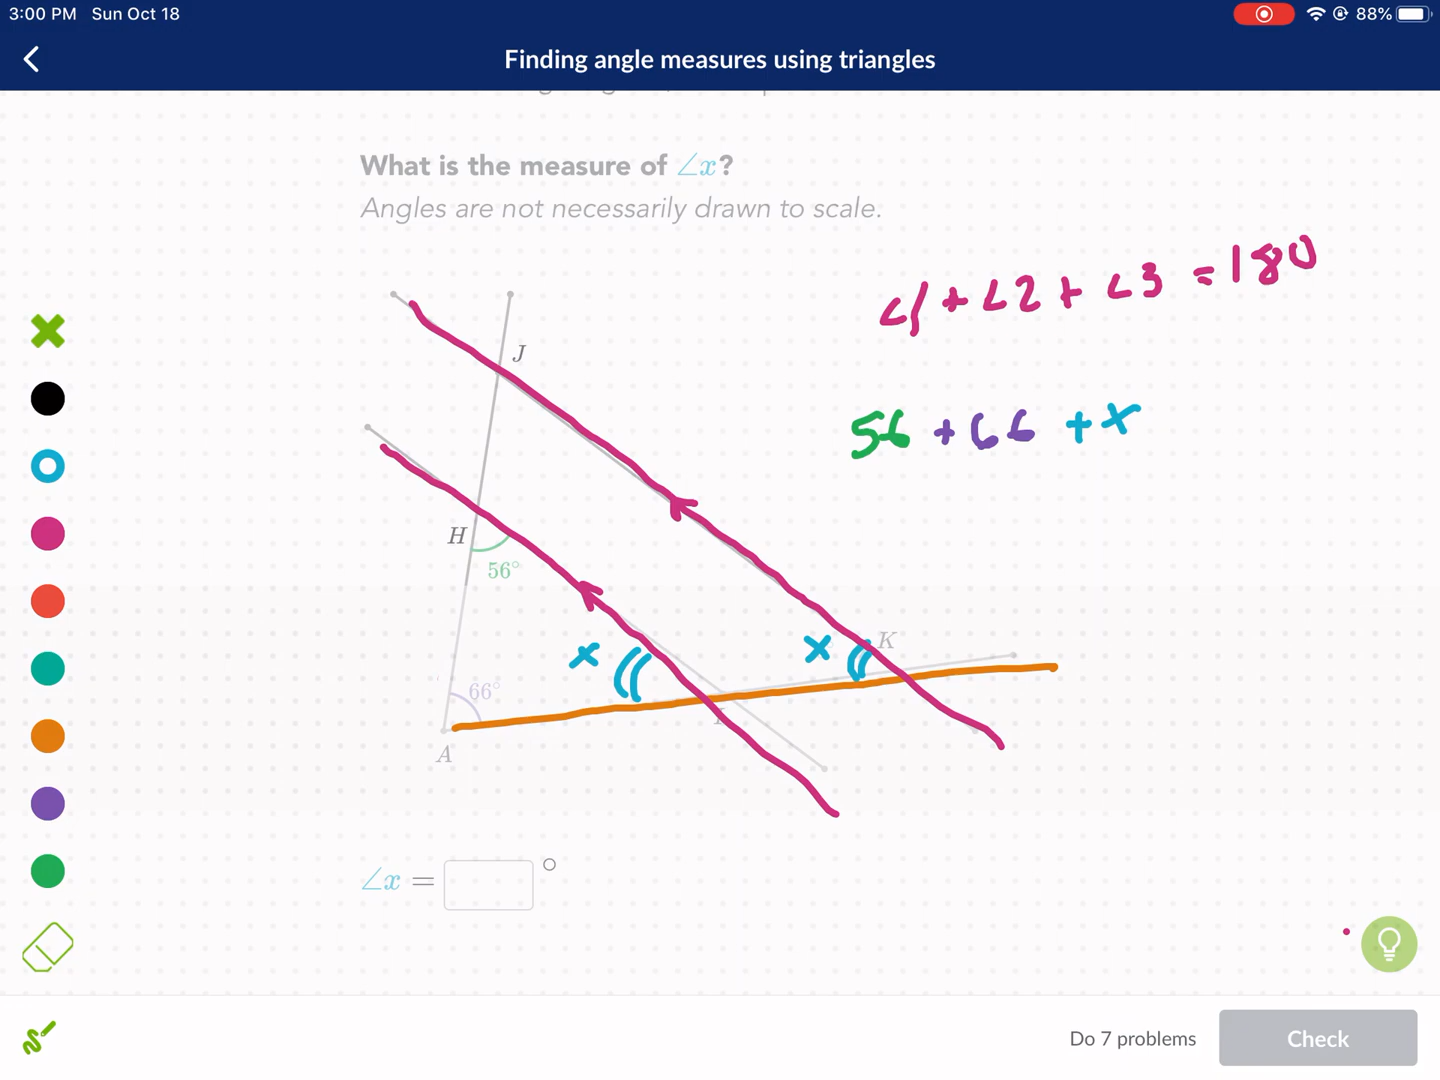 3:00 PM Sun Oct 18
88%
Finding angle measures using triangles
What is the measure of ∠x?
Angles are not necessarily drawn to scale.
∠1 + ∠2 + ∠3 = 180
J
56 + 66 + x
H
56°
x
x
K
66°
A
∠x = °
Do 7 problems
Check